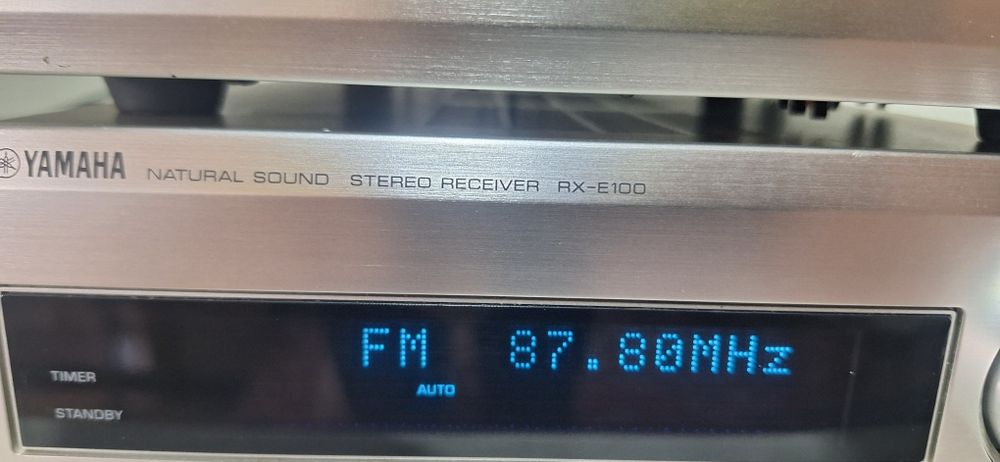 YAMAHA NATURAL SOUND STEREO RECEIVER RX-E100
FM 87.80MHz
TIMER
AUTO
STANDBY